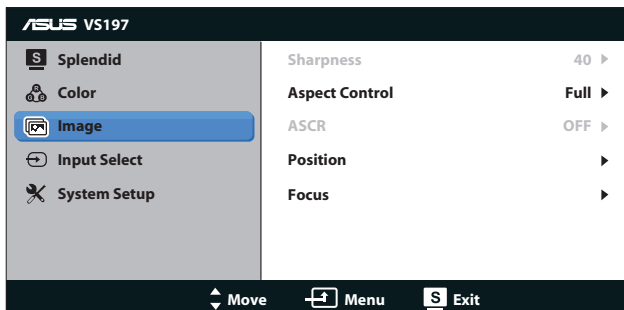 ASUS VS197
S Splendid
Color
Image
Input Select
System Setup
Sharpness 40
Aspect Control Full
ASCR OFF
Position
Focus
Move Menu S Exit